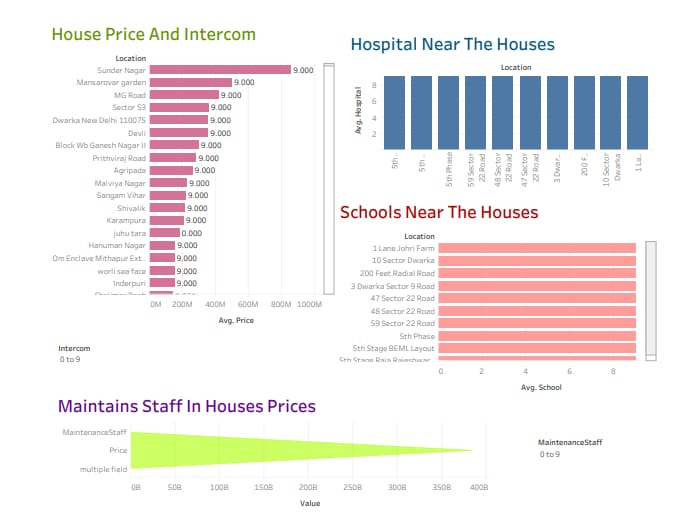 House Price And Intercom
Location
Sunder Nagar 9.000
Mansarovar garden 9.000
MG Road 9.000
Sector 53 9.000
Dwarka New Delhi 110075 9.000
Devli 9.000
Block Wb Ganesh Nagar II 9.000
Prithviraj Road 9.000
Agripada 9.000
Malviya Nagar 9.000
Sangam Vihar 9.000
Shivalik 9.000
Karampura 9.000
juhu tara 0.000
Hanuman Nagar 9.000
Om Enclave Mithapur Ext.. 9.000
worli sea face 9.000
Inderpuri 9.000
0M 200M 400M 600M 800M 1000M
Avg. Price
Intercom
0 to 9
Hospital Near The Houses
Location
Avg. Hospital
8
6
4
2
5th ..
5th ..
5th Phase
59 Sector 22 Road
48 Sector 22 Road
47 Sector 22 Road
3 Dwar..
200 F..
10 Sector Dwarka
1 La..
Schools Near The Houses
Location
1 Lane Johri Farm
10 Sector Dwarka
200 Feet Radial Road
3 Dwarka Sector 9 Road
47 Sector 22 Road
48 Sector 22 Road
59 Sector 22 Road
5th Phase
5th Stage BEML Layout
5th Stage Raja Rajeshwar..
0 2 4 6 8
Avg. School
Maintains Staff In Houses Prices
MaintenanceStaff
Price
multiple field
0B 50B 100B 150B 200B 250B 300B 350B 400B
Value
MaintenanceStaff
0 to 9